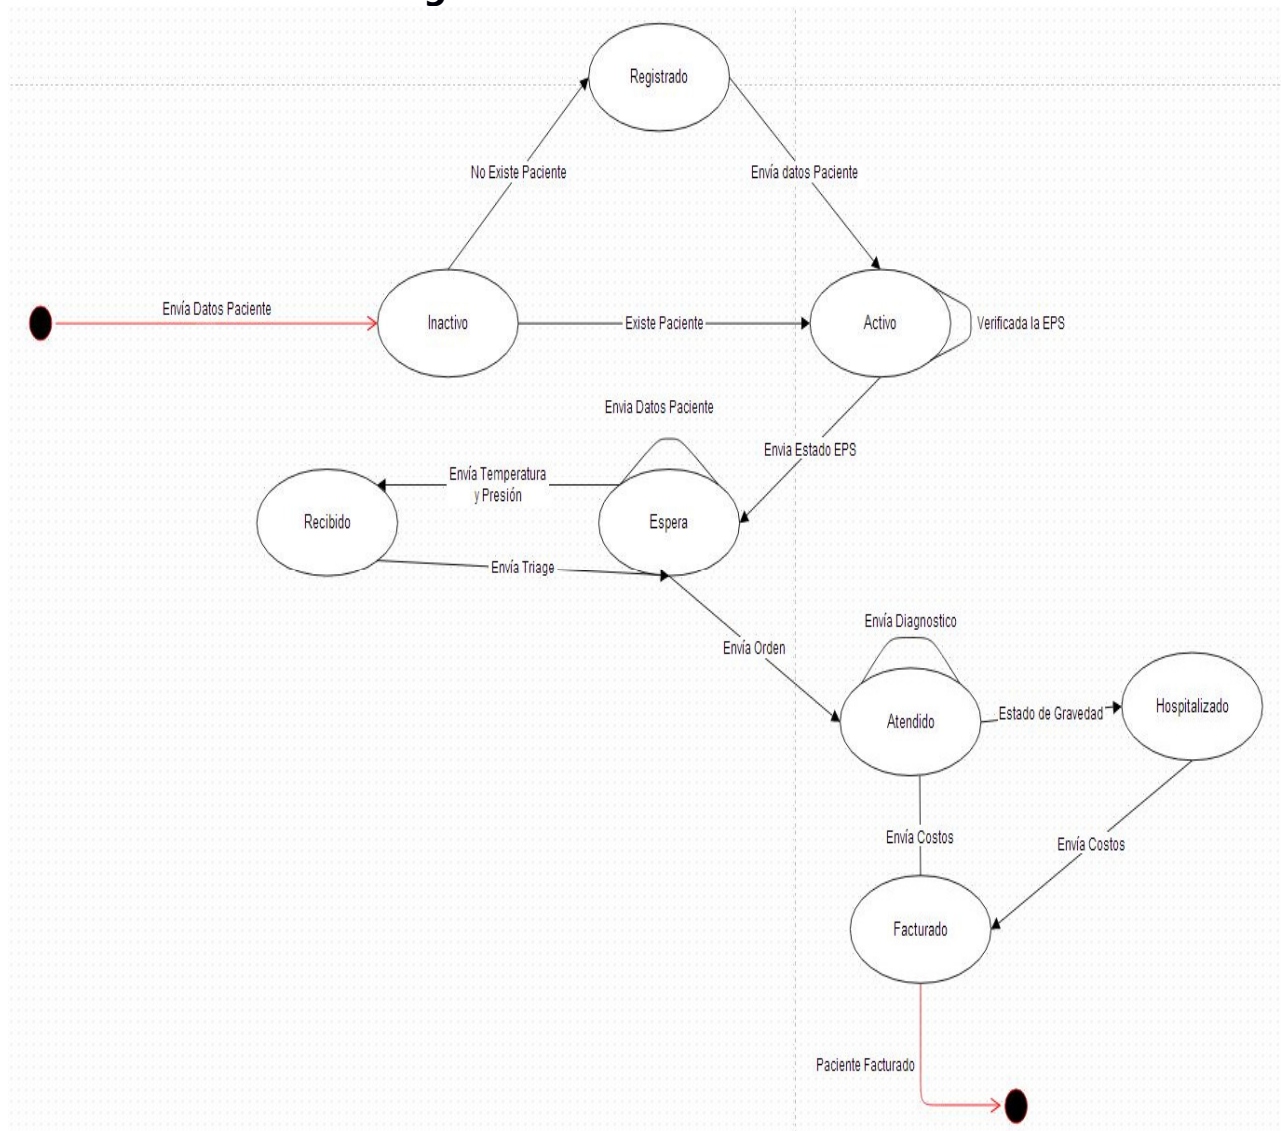 Registrado
No Existe Paciente
Envía datos Paciente
Envía Datos Paciente
Inactivo
Existe Paciente
Activo
Verificada la EPS
Envia Datos Paciente
Envia Estado EPS
Envía Temperatura
y Presión
Recibido
Espera
Envía Triage
Envía Orden
Envía Diagnostico
Atendido
Estado de Gravedad
Hospitalizado
Envía Costos
Envía Costos
Facturado
Paciente Facturado